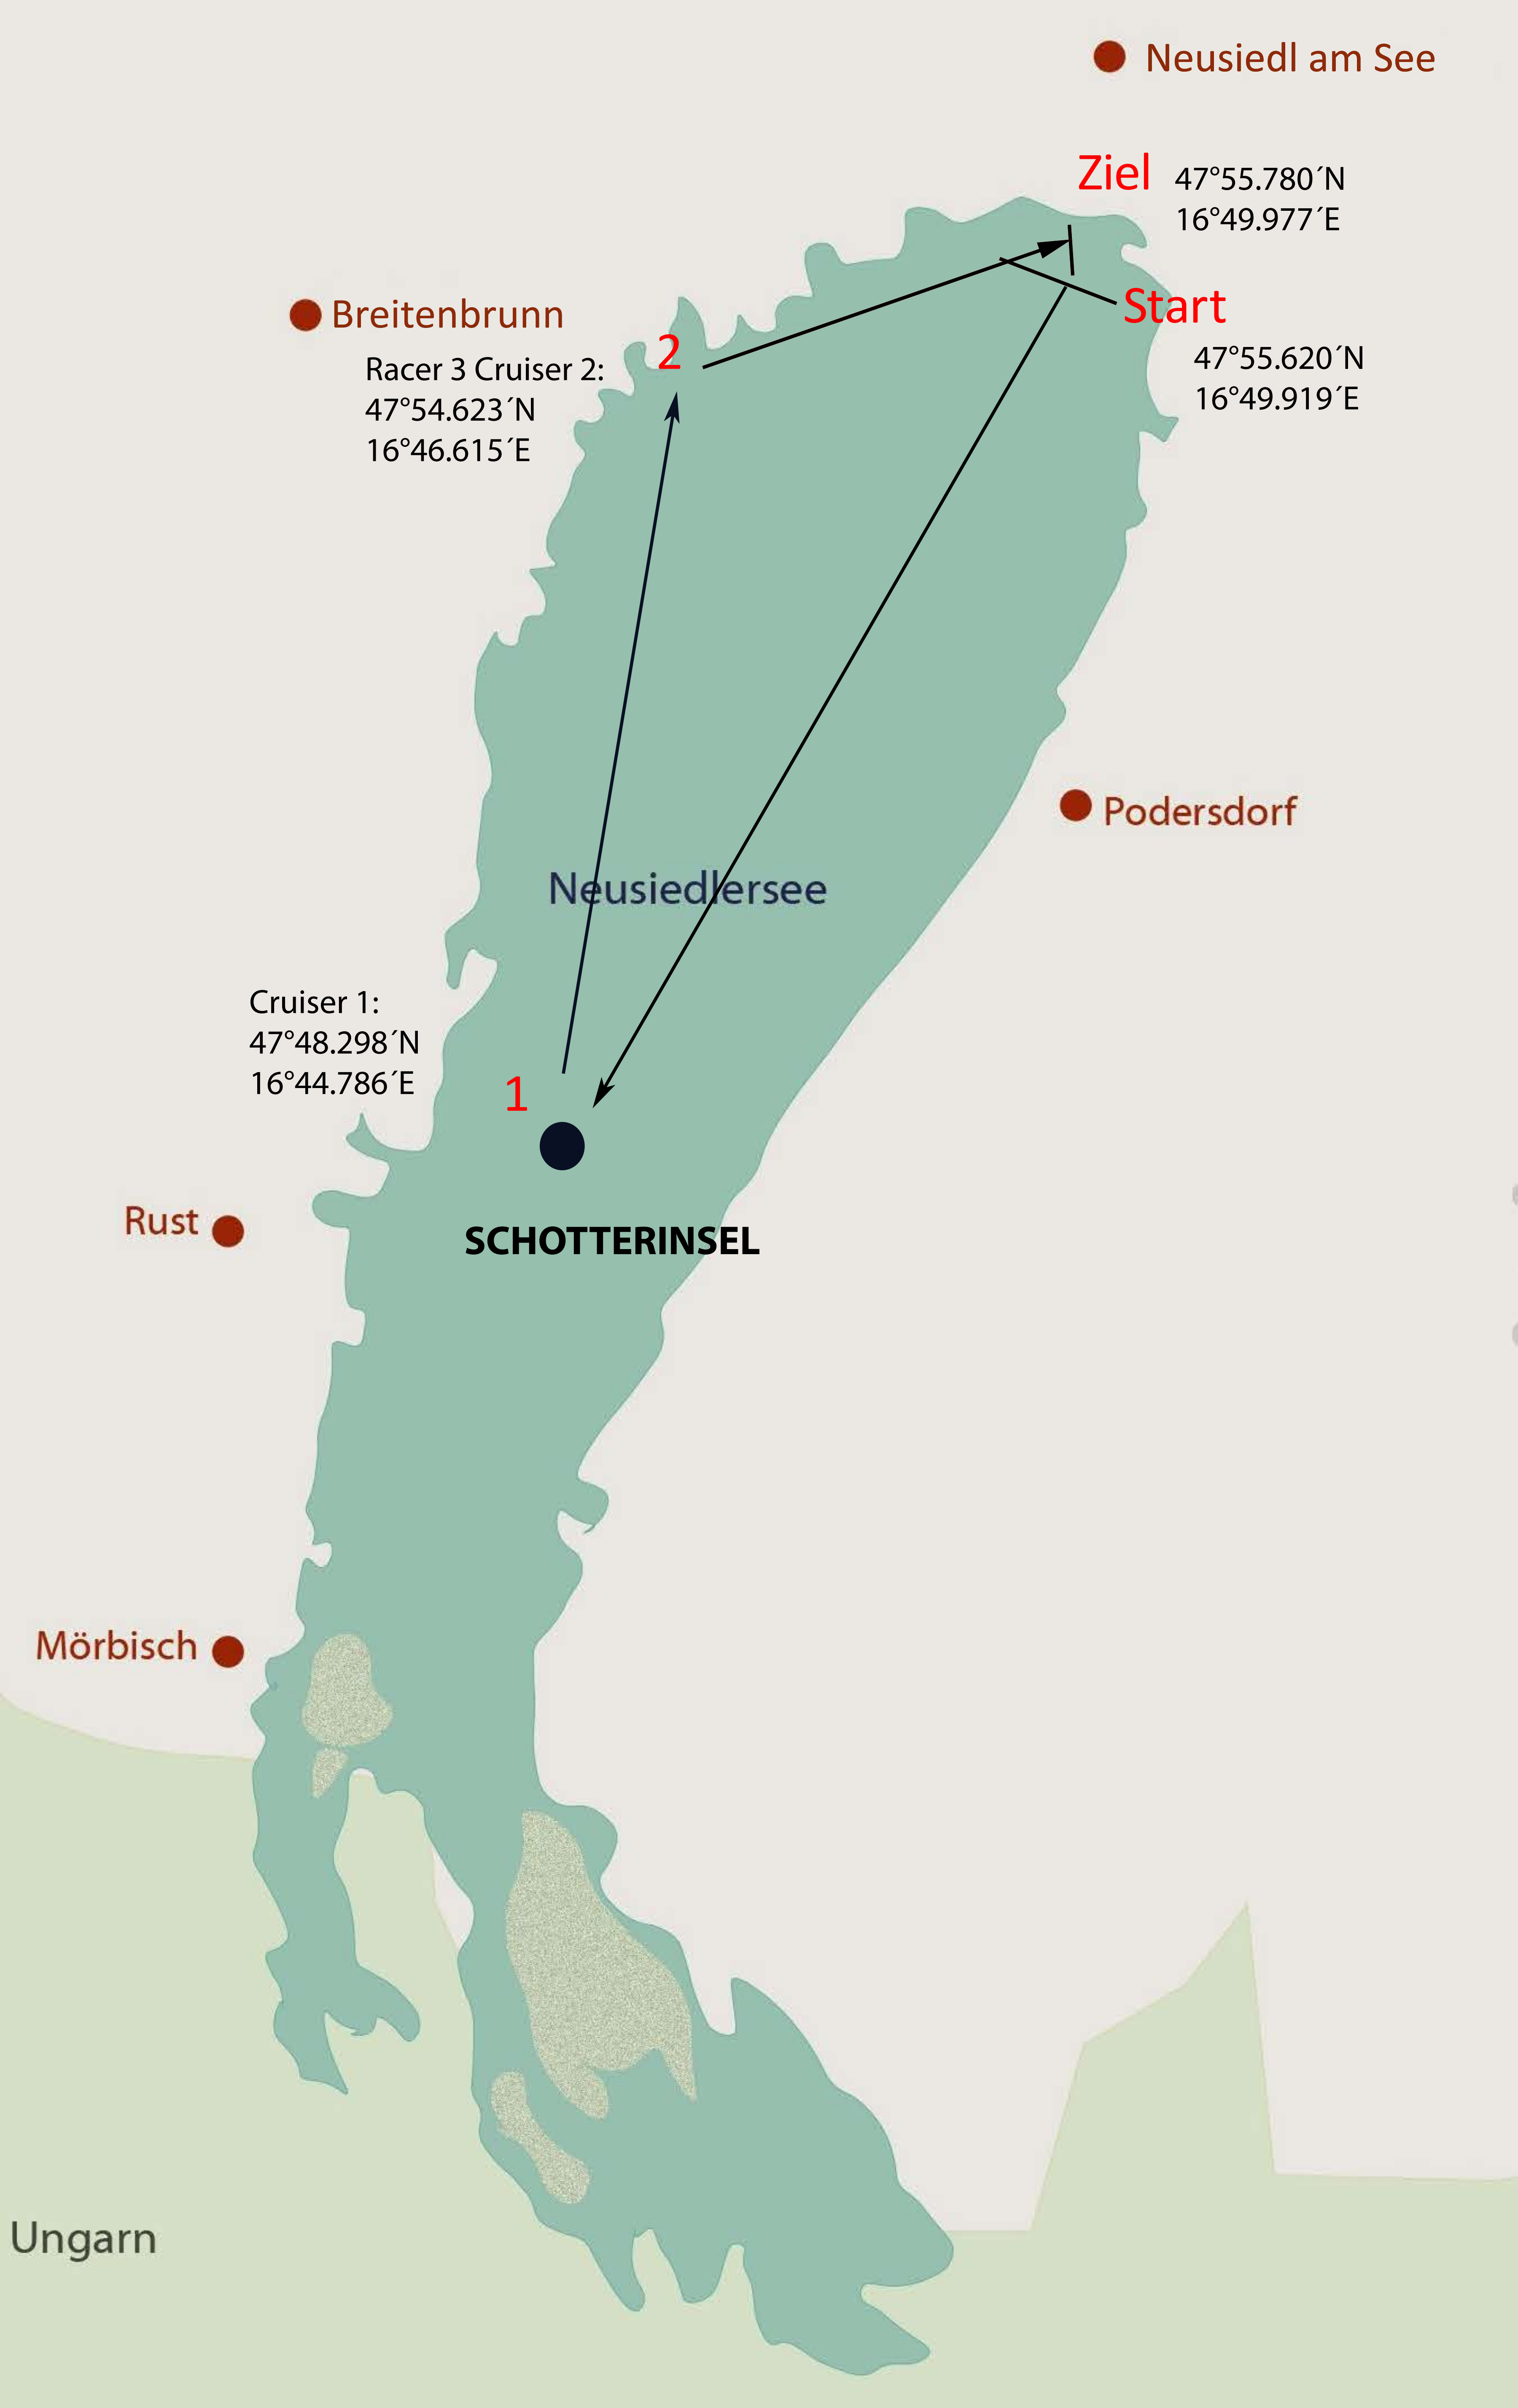 Neusiedl am See
Ziel
47°55.780´N
16°49.977´E
Start
47°55.620´N
16°49.919´E
Breitenbrunn
2
Racer 3 Cruiser 2:
47°54.623´N
16°46.615´E
Podersdorf
Neusiedlersee
Cruiser 1:
47°48.298´N
16°44.786´E
1
Rust
SCHOTTERINSEL
Mörbisch
Ungarn